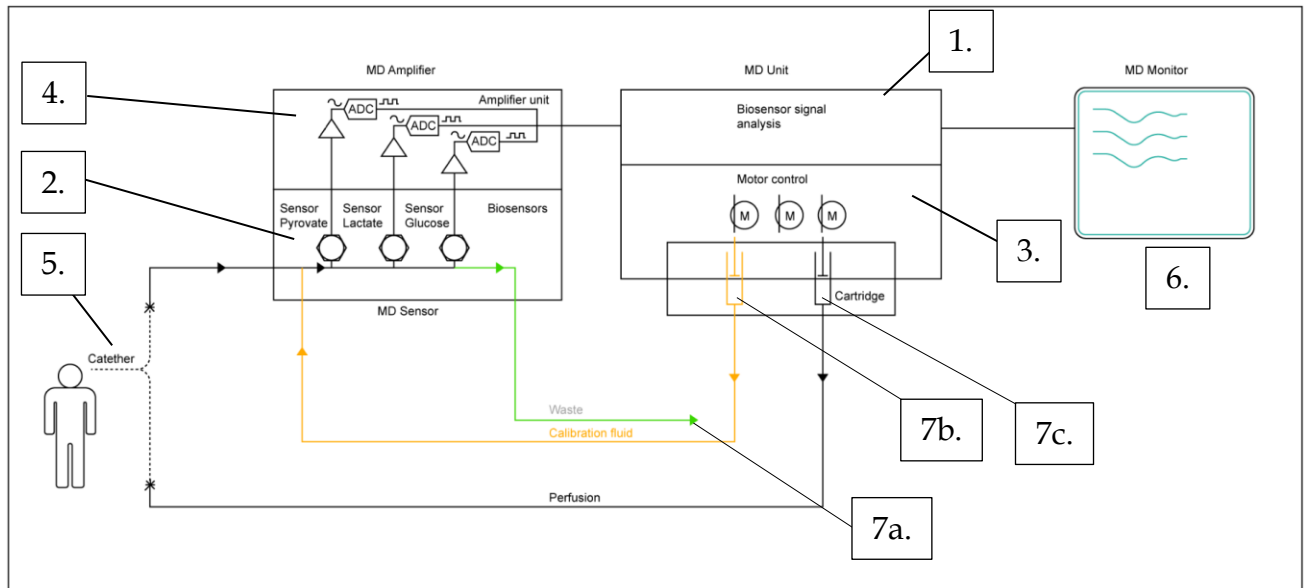 1.
MD Amplifier
MD Unit
MD Monitor
4.
ADC
Amplifier unit
ADC
ADC
Biosensor signal
analysis
2.
Sensor
Pyrovate
Sensor
Lactate
Sensor
Glucose
Biosensors
Motor control
M
M
M
3.
5.
MD Sensor
Cartridge
6.
Catether
Waste
Calibration fluid
7b.
7c.
Perfusion
7a.